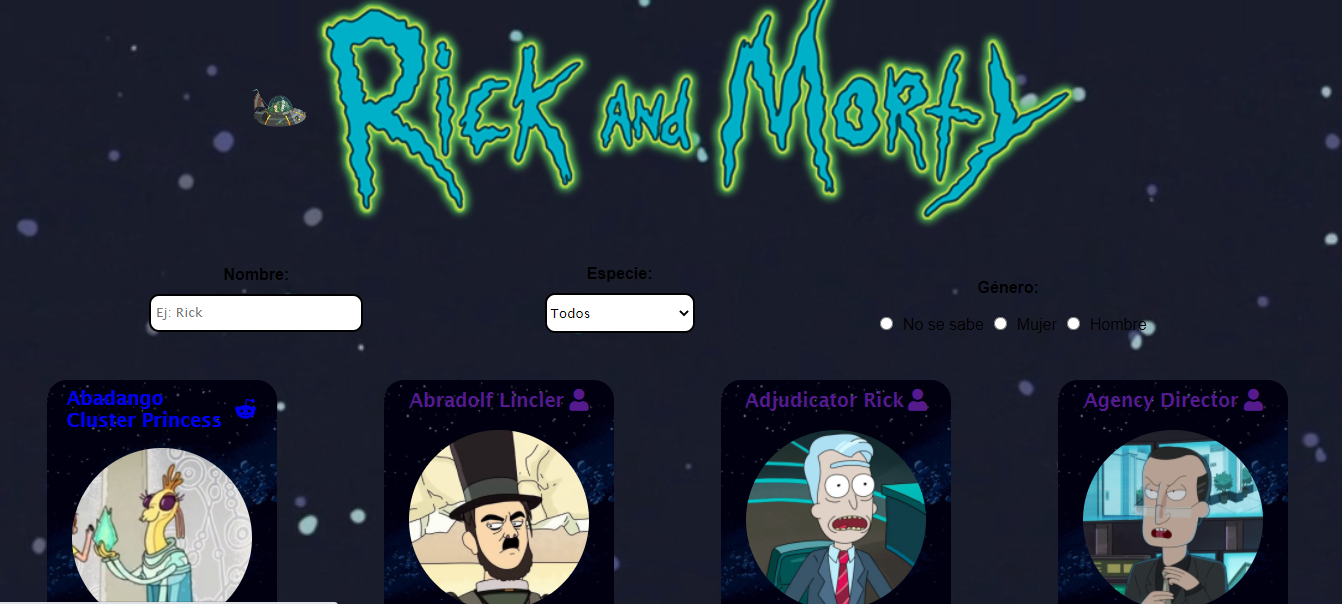 Rick and Morty
Nombre:
Ej: Rick
Especie:
Todos
Género:
No se sabe
Mujer
Hombre
Abadango
Cluster Princess
Abradolf Lincler
Adjudicator Rick
Agency Director